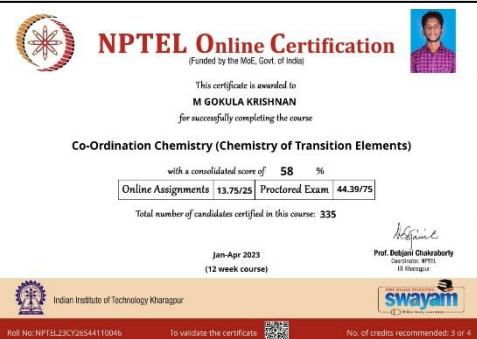 NPTEL Online Certification
(Funded by the MoE, Govt. of India)
This certificate is awarded to
M GOKULA KRISHNAN
for successfully completing the course
Co-Ordination Chemistry (Chemistry of Transition Elements)
with a consolidated score of 58 %
Online Assignments 13.75/25 Proctored Exam 44.39/75
Total number of candidates certified in this course: 335
Jan-Apr 2023
(12 week course)
Prof. Debjani Chakraborty
Coordinator, NPTEL
IIT Kharagpur
Indian Institute of Technology Kharagpur
FREE ONLINE EDUCATION
swayam
Roll No: NPTEL23CY26S44110046
To validate the certificate
No. of credits recommended: 3 or 4